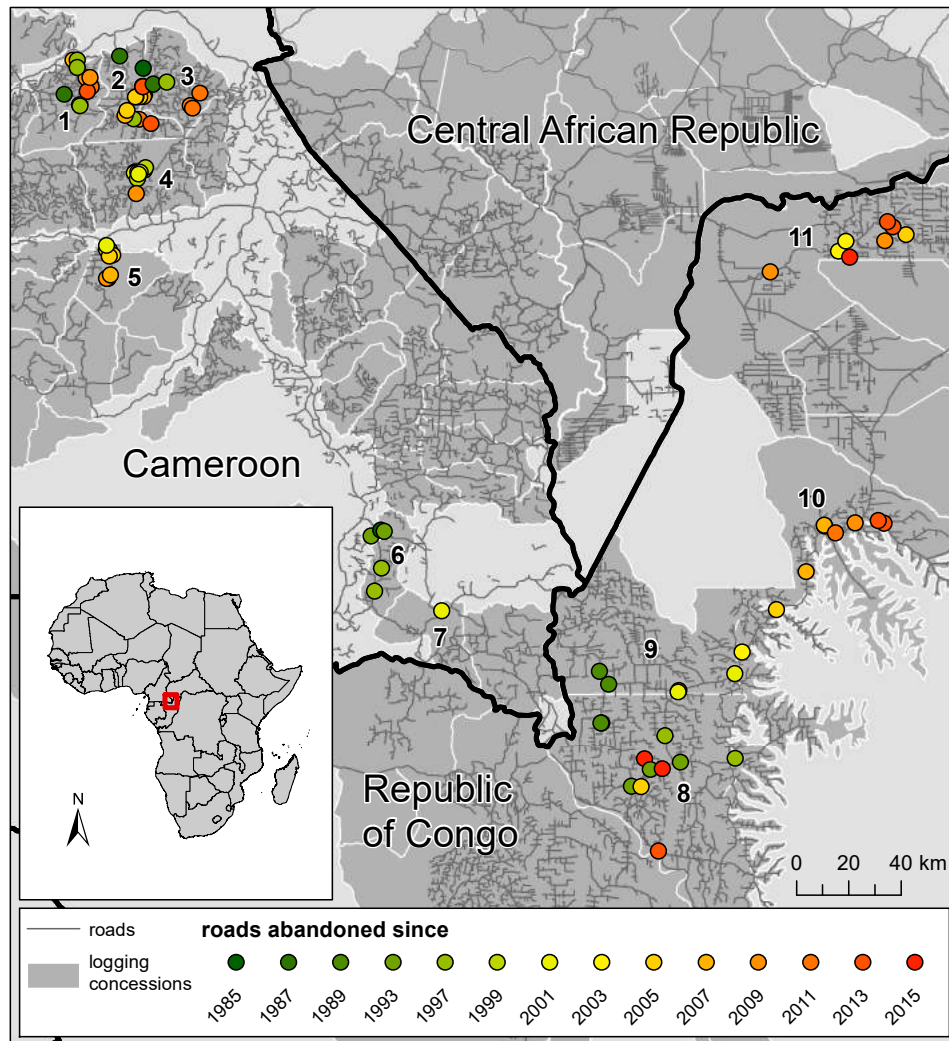 2
3
1
Central African Republic
4
11
5
Cameroon
10
6
7
9
Republic
of Congo
8
N
0 20 40 km
roads
roads abandoned since
logging
concessions
1985 1987 1989 1993 1997 1999 2001 2003 2005 2007 2009 2011 2013 2015